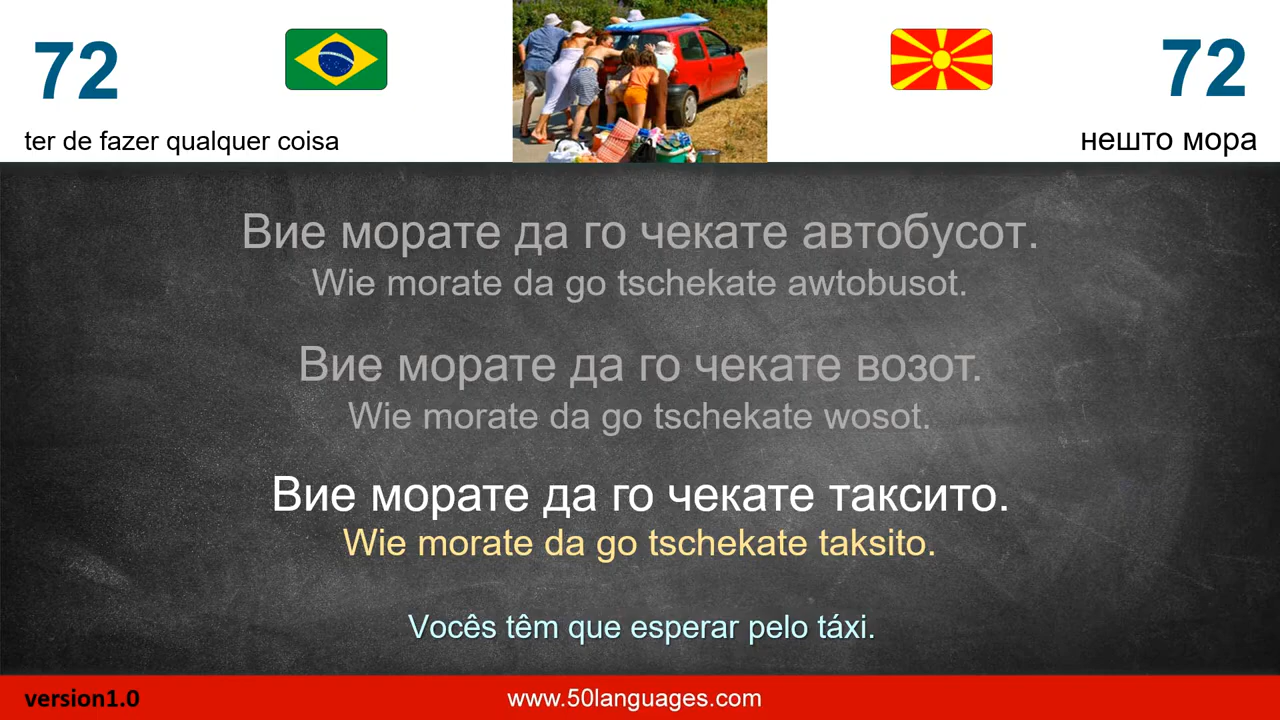 72
72
ter de fazer qualquer coisa
нешто мора
Вие морате да го чекате автобусот.
Wie morate da go tschekate awtobusot.
Вие морате да го чекате возот.
Wie morate da go tschekate wosot.
Вие морате да го чекате таксито.
Wie morate da go tschekate taksito.
Vocês têm que esperar pelo táxi.
version1.0
www.50languages.com